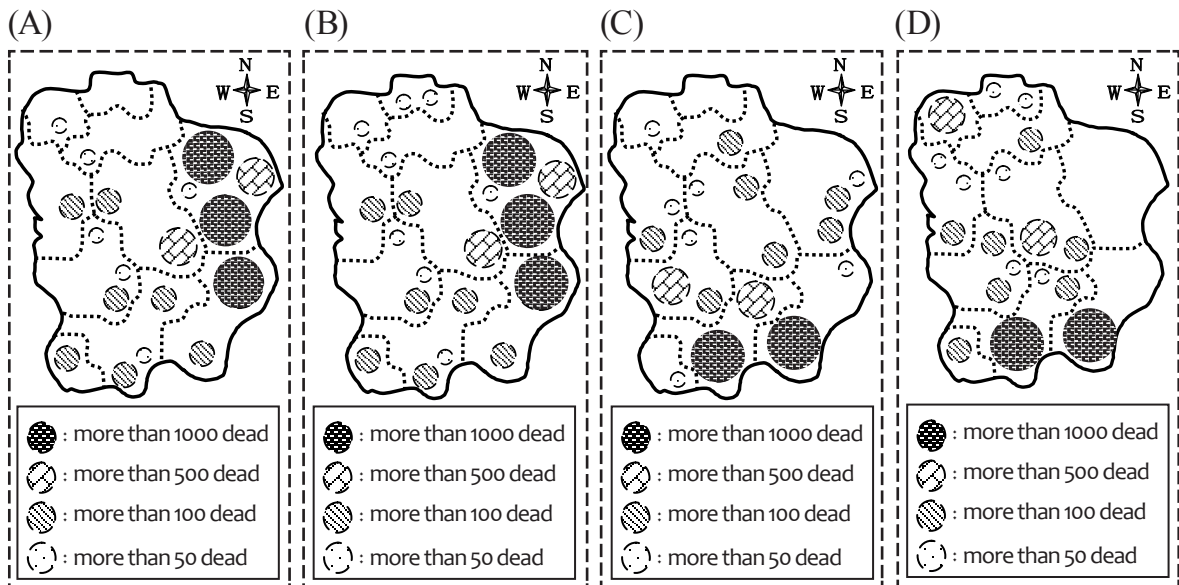 (A)
N
W E
S
: more than 1000 dead
: more than 500 dead
: more than 100 dead
: more than 50 dead
(B)
N
W E
S
: more than 1000 dead
: more than 500 dead
: more than 100 dead
: more than 50 dead
(C)
N
W E
S
: more than 1000 dead
: more than 500 dead
: more than 100 dead
: more than 50 dead
(D)
N
W E
S
: more than 1000 dead
: more than 500 dead
: more than 100 dead
: more than 50 dead